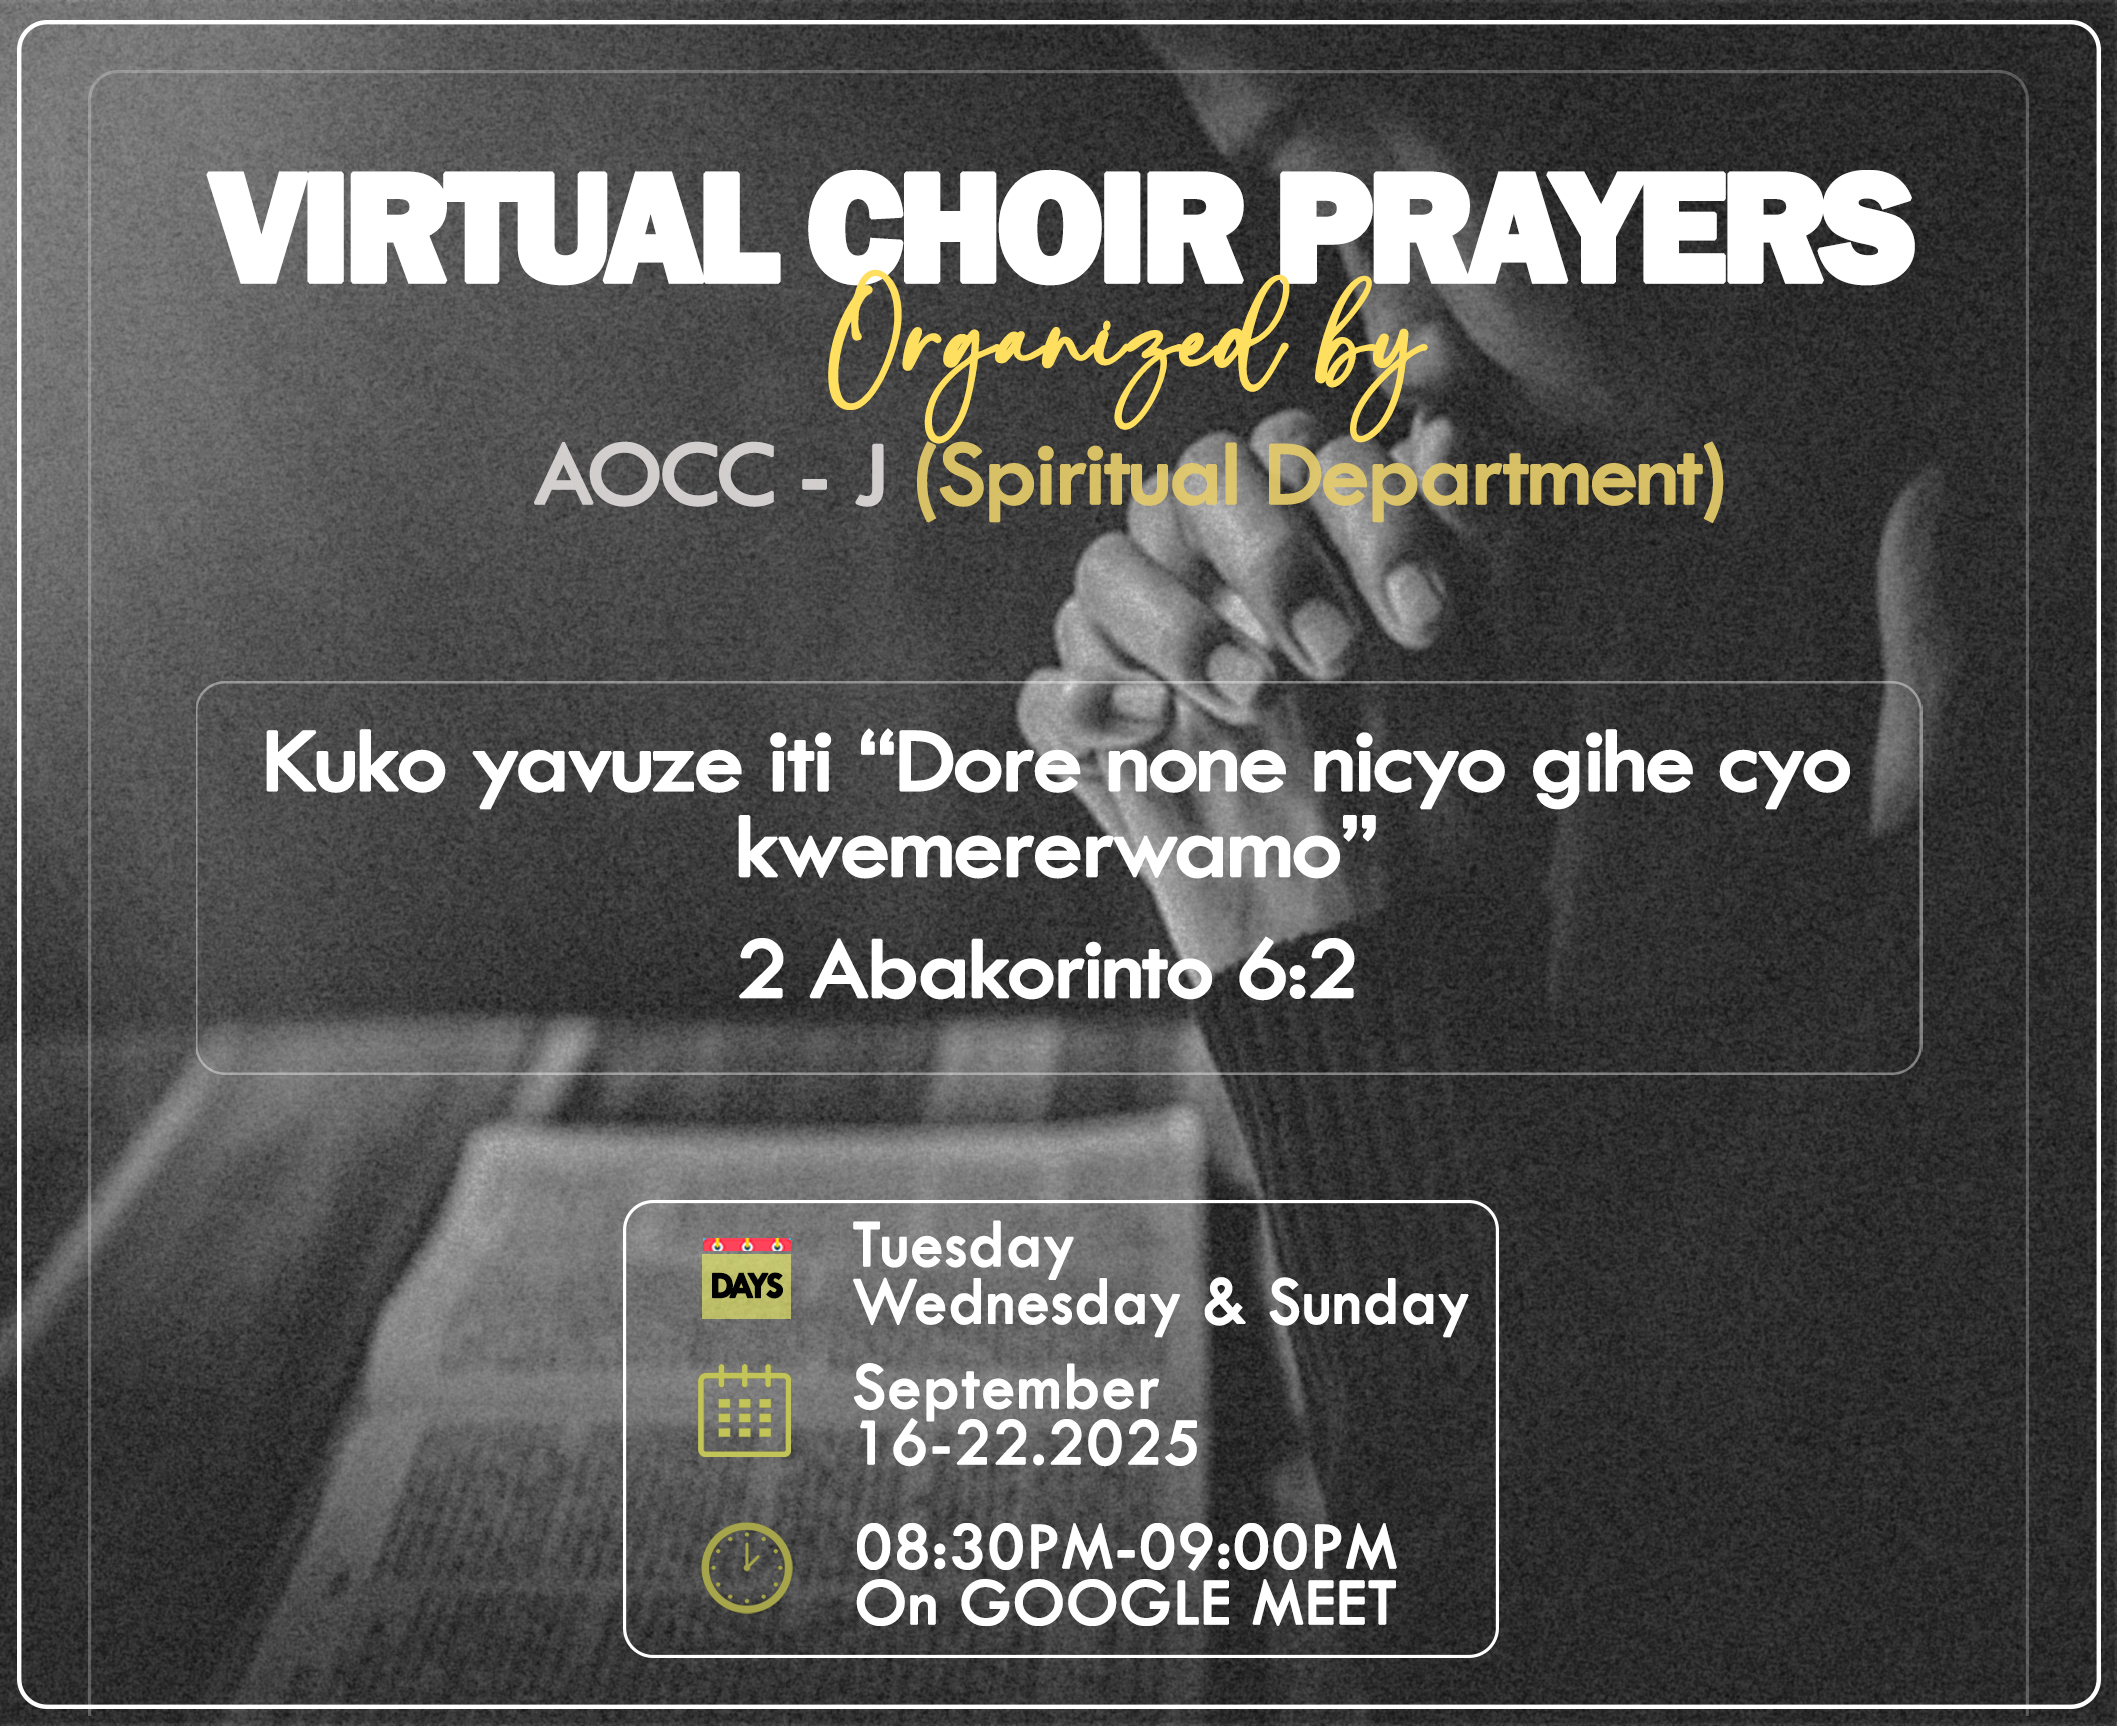 VIRTUAL CHOIR PRAYERS
Organized by
AOCC - J (Spiritual Department)
Kuko yavuze iti “Dore none nicyo gihe cyo
kwemererwamo”
2 Abakorinto 6:2
DAYS
Tuesday
Wednesday & Sunday
September
16-22.2025
08:30PM-09:00PM
On GOOGLE MEET